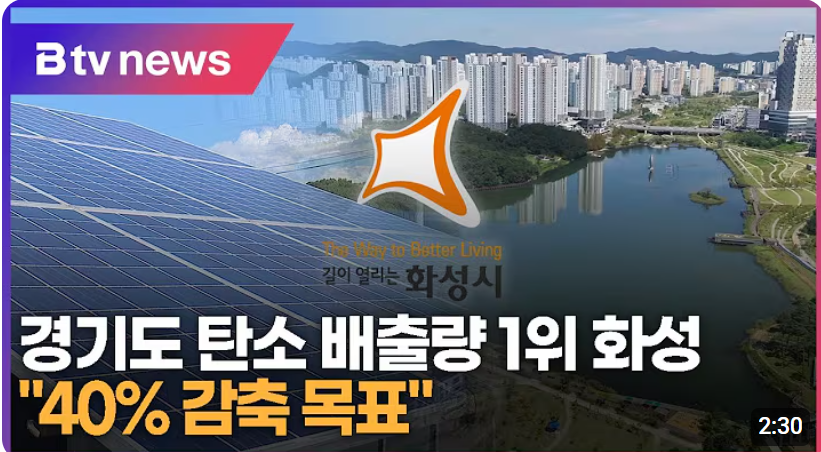 B tv news
The Way to Better Living
길이 열리는 화성시
경기도 탄소 배출량 1위 화성
"40% 감축 목표"
2:30